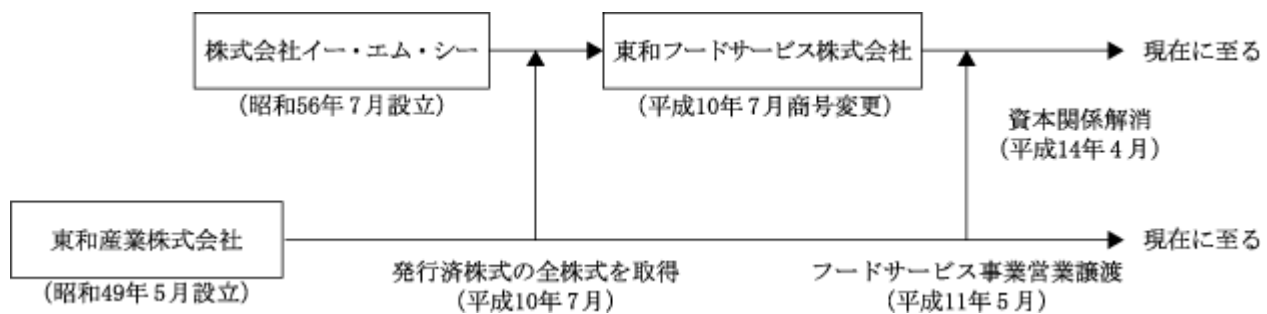 株式会社イー・エム・シー
東和フードサービス株式会社
現在に至る
(昭和56年7月設立)
(平成10年7月商号変更)
資本関係解消
(平成14年4月)
東和産業株式会社
現在に至る
(昭和49年5月設立)
発行済株式の全株式を取得
(平成10年7月)
フードサービス事業営業譲渡
(平成11年5月)